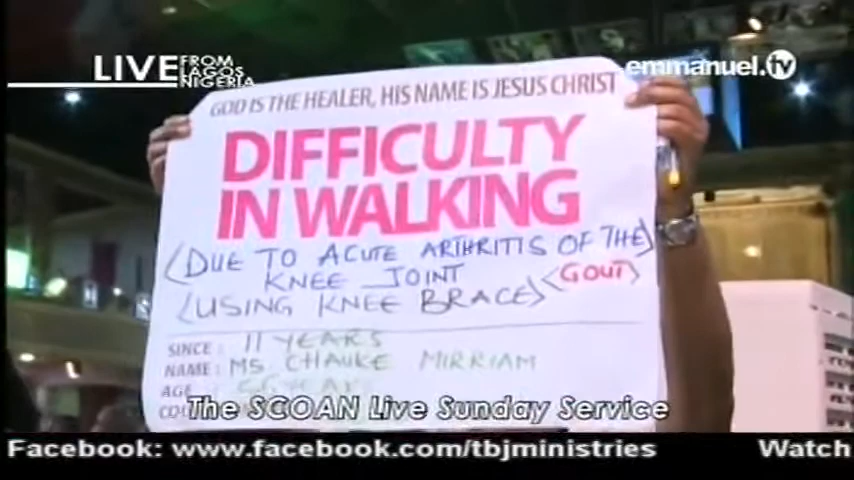 LIVE FROM LAGOS NIGERIA
emmanuel.tv
GOD IS THE HEALER, HIS NAME IS JESUS CHRIST
DIFFICULTY
IN WALKING
(DUE TO ACUTE ARTHRITIS OF THE
KNEE JOINT (GOUT)
(USING KNEE BRACE)
SINCE: 11 YEARS
NAME: MS CHAUKE MIRRIAM
AGE
The SCOAN Live Sunday Service
Facebook: www.facebook.com/tbjministries Watch